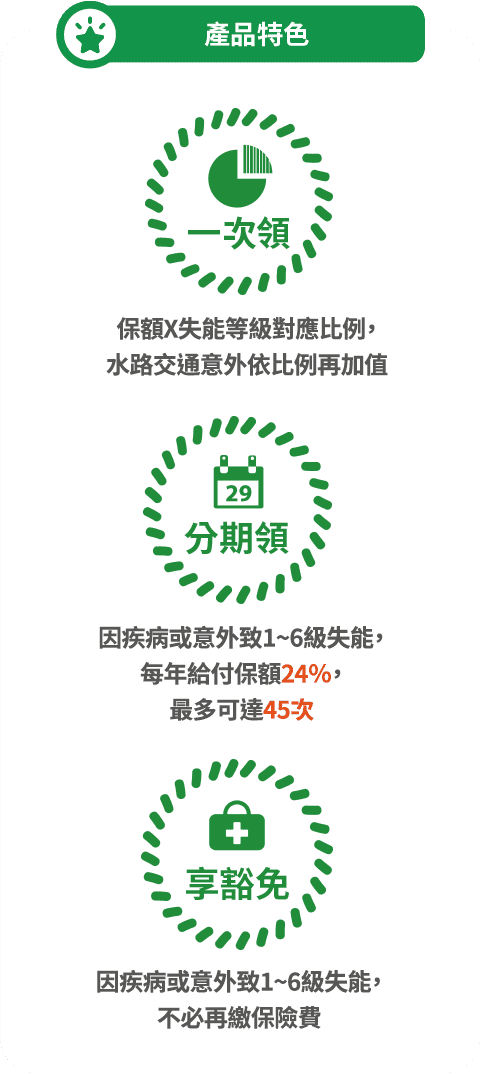 產品特色
一次領
保額X失能等級對應比例，
水路交通意外依比例再加值
29
分期領
因疾病或意外致1~6級失能，
每年給付保額24%，
最多可達45次
享豁免
因疾病或意外致1~6級失能，
不必再繳保險費